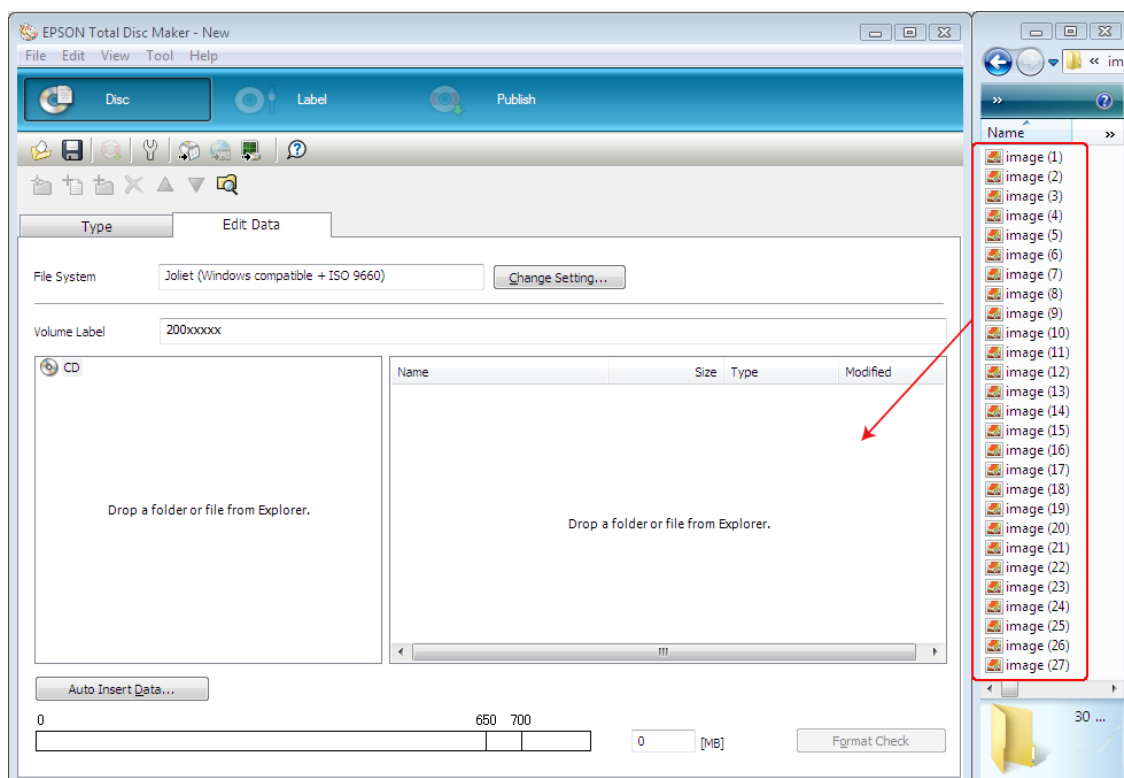 EPSON Total Disc Maker - New
File Edit View Tool Help
Disc Label Publish
Type Edit Data
File System Joliet (Windows compatible + ISO 9660) Change Setting...
Volume Label 200xxxxx
CD
Name Size Type Modified
Drop a folder or file from Explorer.
Drop a folder or file from Explorer.
Auto Insert Data...
0 650 700
0 [MB] Format Check
« im
»
Name »
image (1)
image (2)
image (3)
image (4)
image (5)
image (6)
image (7)
image (8)
image (9)
image (10)
image (11)
image (12)
image (13)
image (14)
image (15)
image (16)
image (17)
image (18)
image (19)
image (20)
image (21)
image (22)
image (23)
image (24)
image (25)
image (26)
image (27)
30 ...